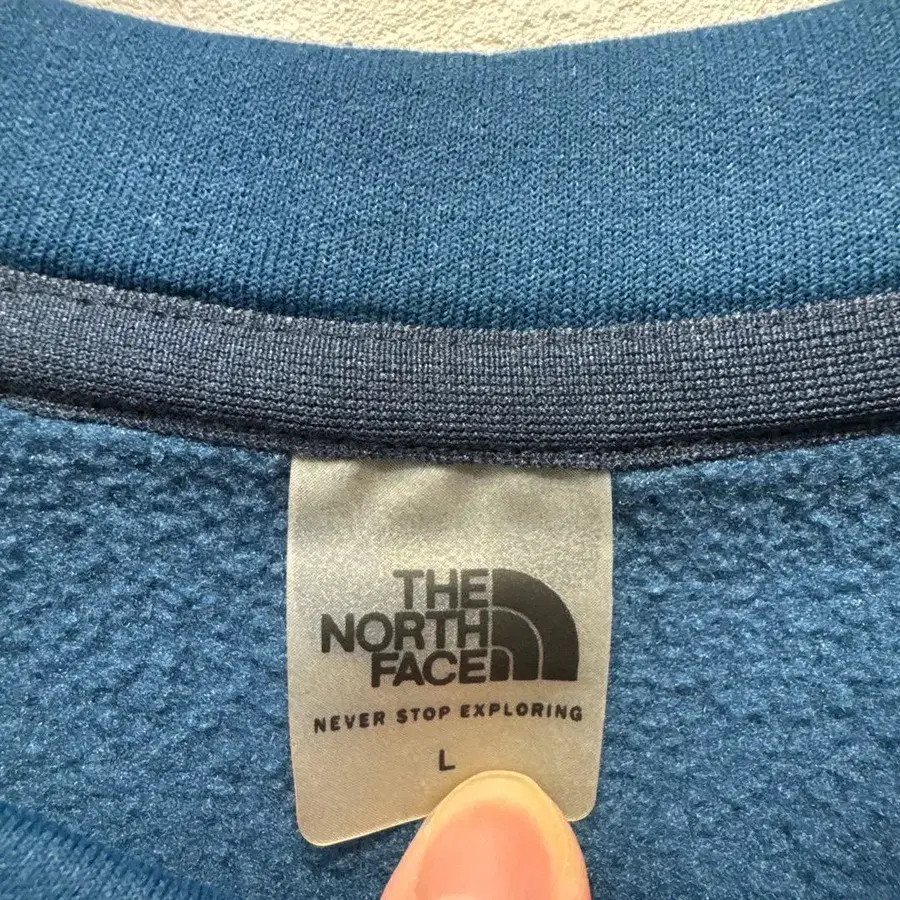 THE
NORTH
FACE
NEVER STOP EXPLORING
L